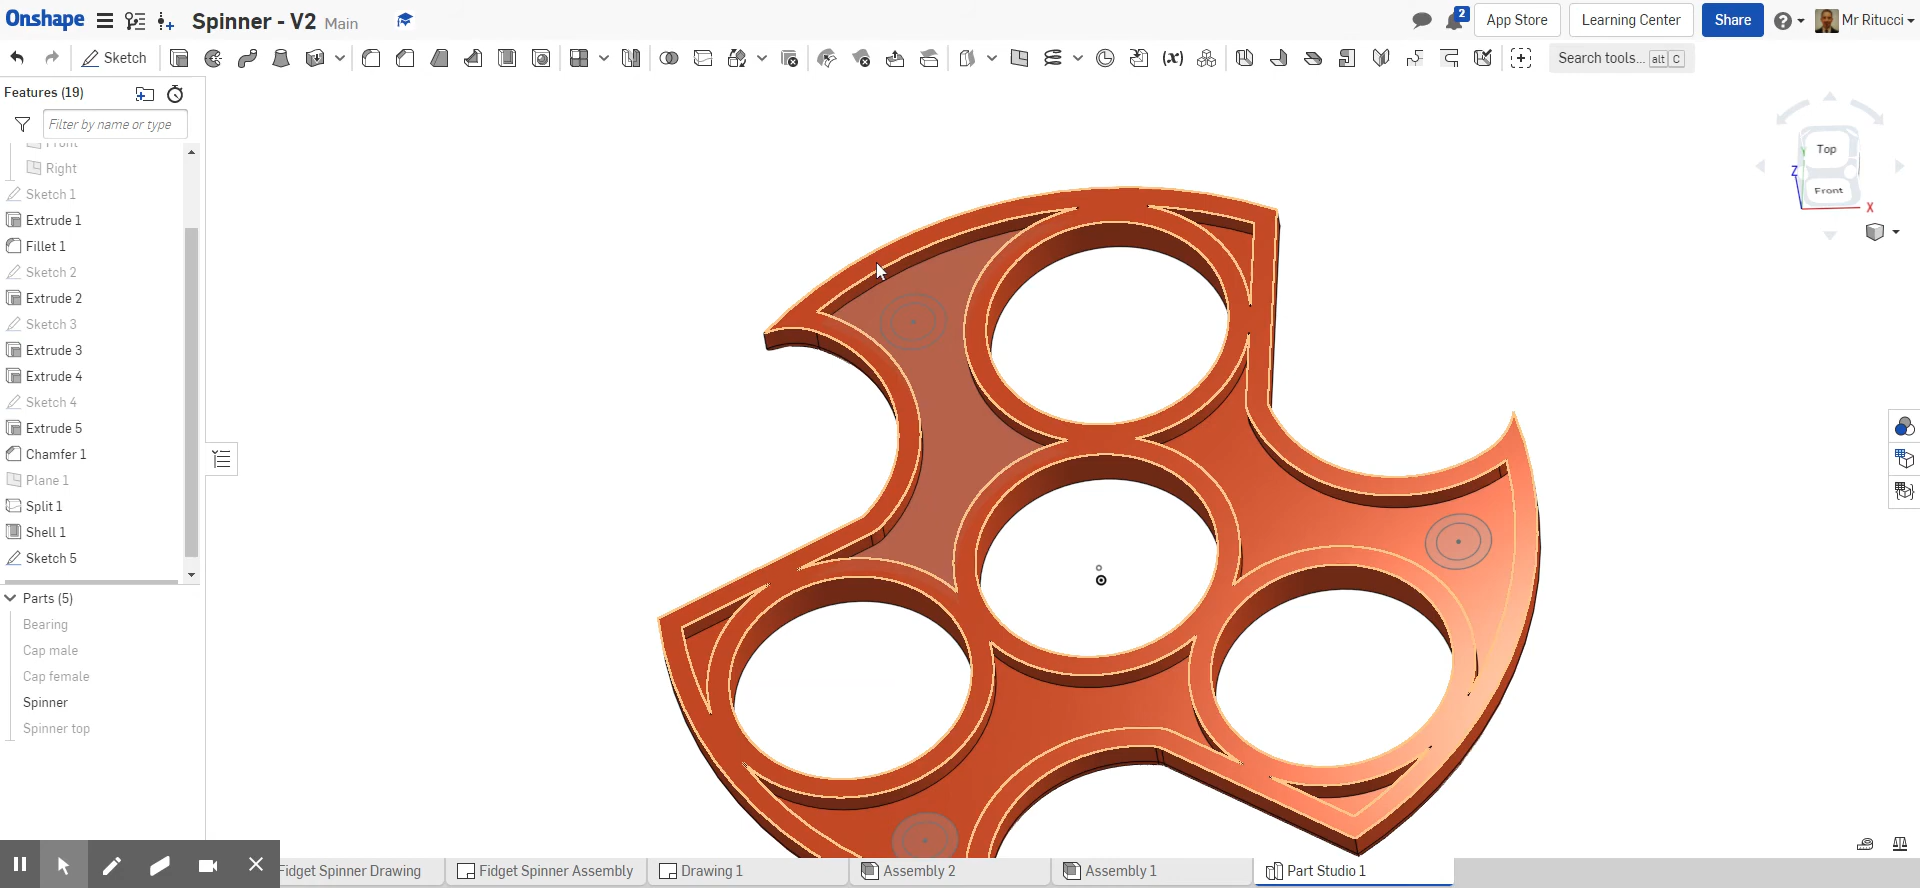 Onshape Spinner - V2 Main 2 App Store Learning Center Share Mr Ritucci
Sketch (x) Search tools... alt C
Features (19)
Filter by name or type
Front
Right
Sketch 1
Extrude 1
Fillet 1
Sketch 2
Extrude 2
Sketch 3
Extrude 3
Extrude 4
Sketch 4
Extrude 5
Chamfer 1
Plane 1
Split 1
Shell 1
Sketch 5
Parts (5)
Bearing
Cap male
Cap female
Spinner
Spinner top
Top
Z
Front
X
Fidget Spinner Drawing Fidget Spinner Assembly Drawing 1 Assembly 2 Assembly 1 Part Studio 1